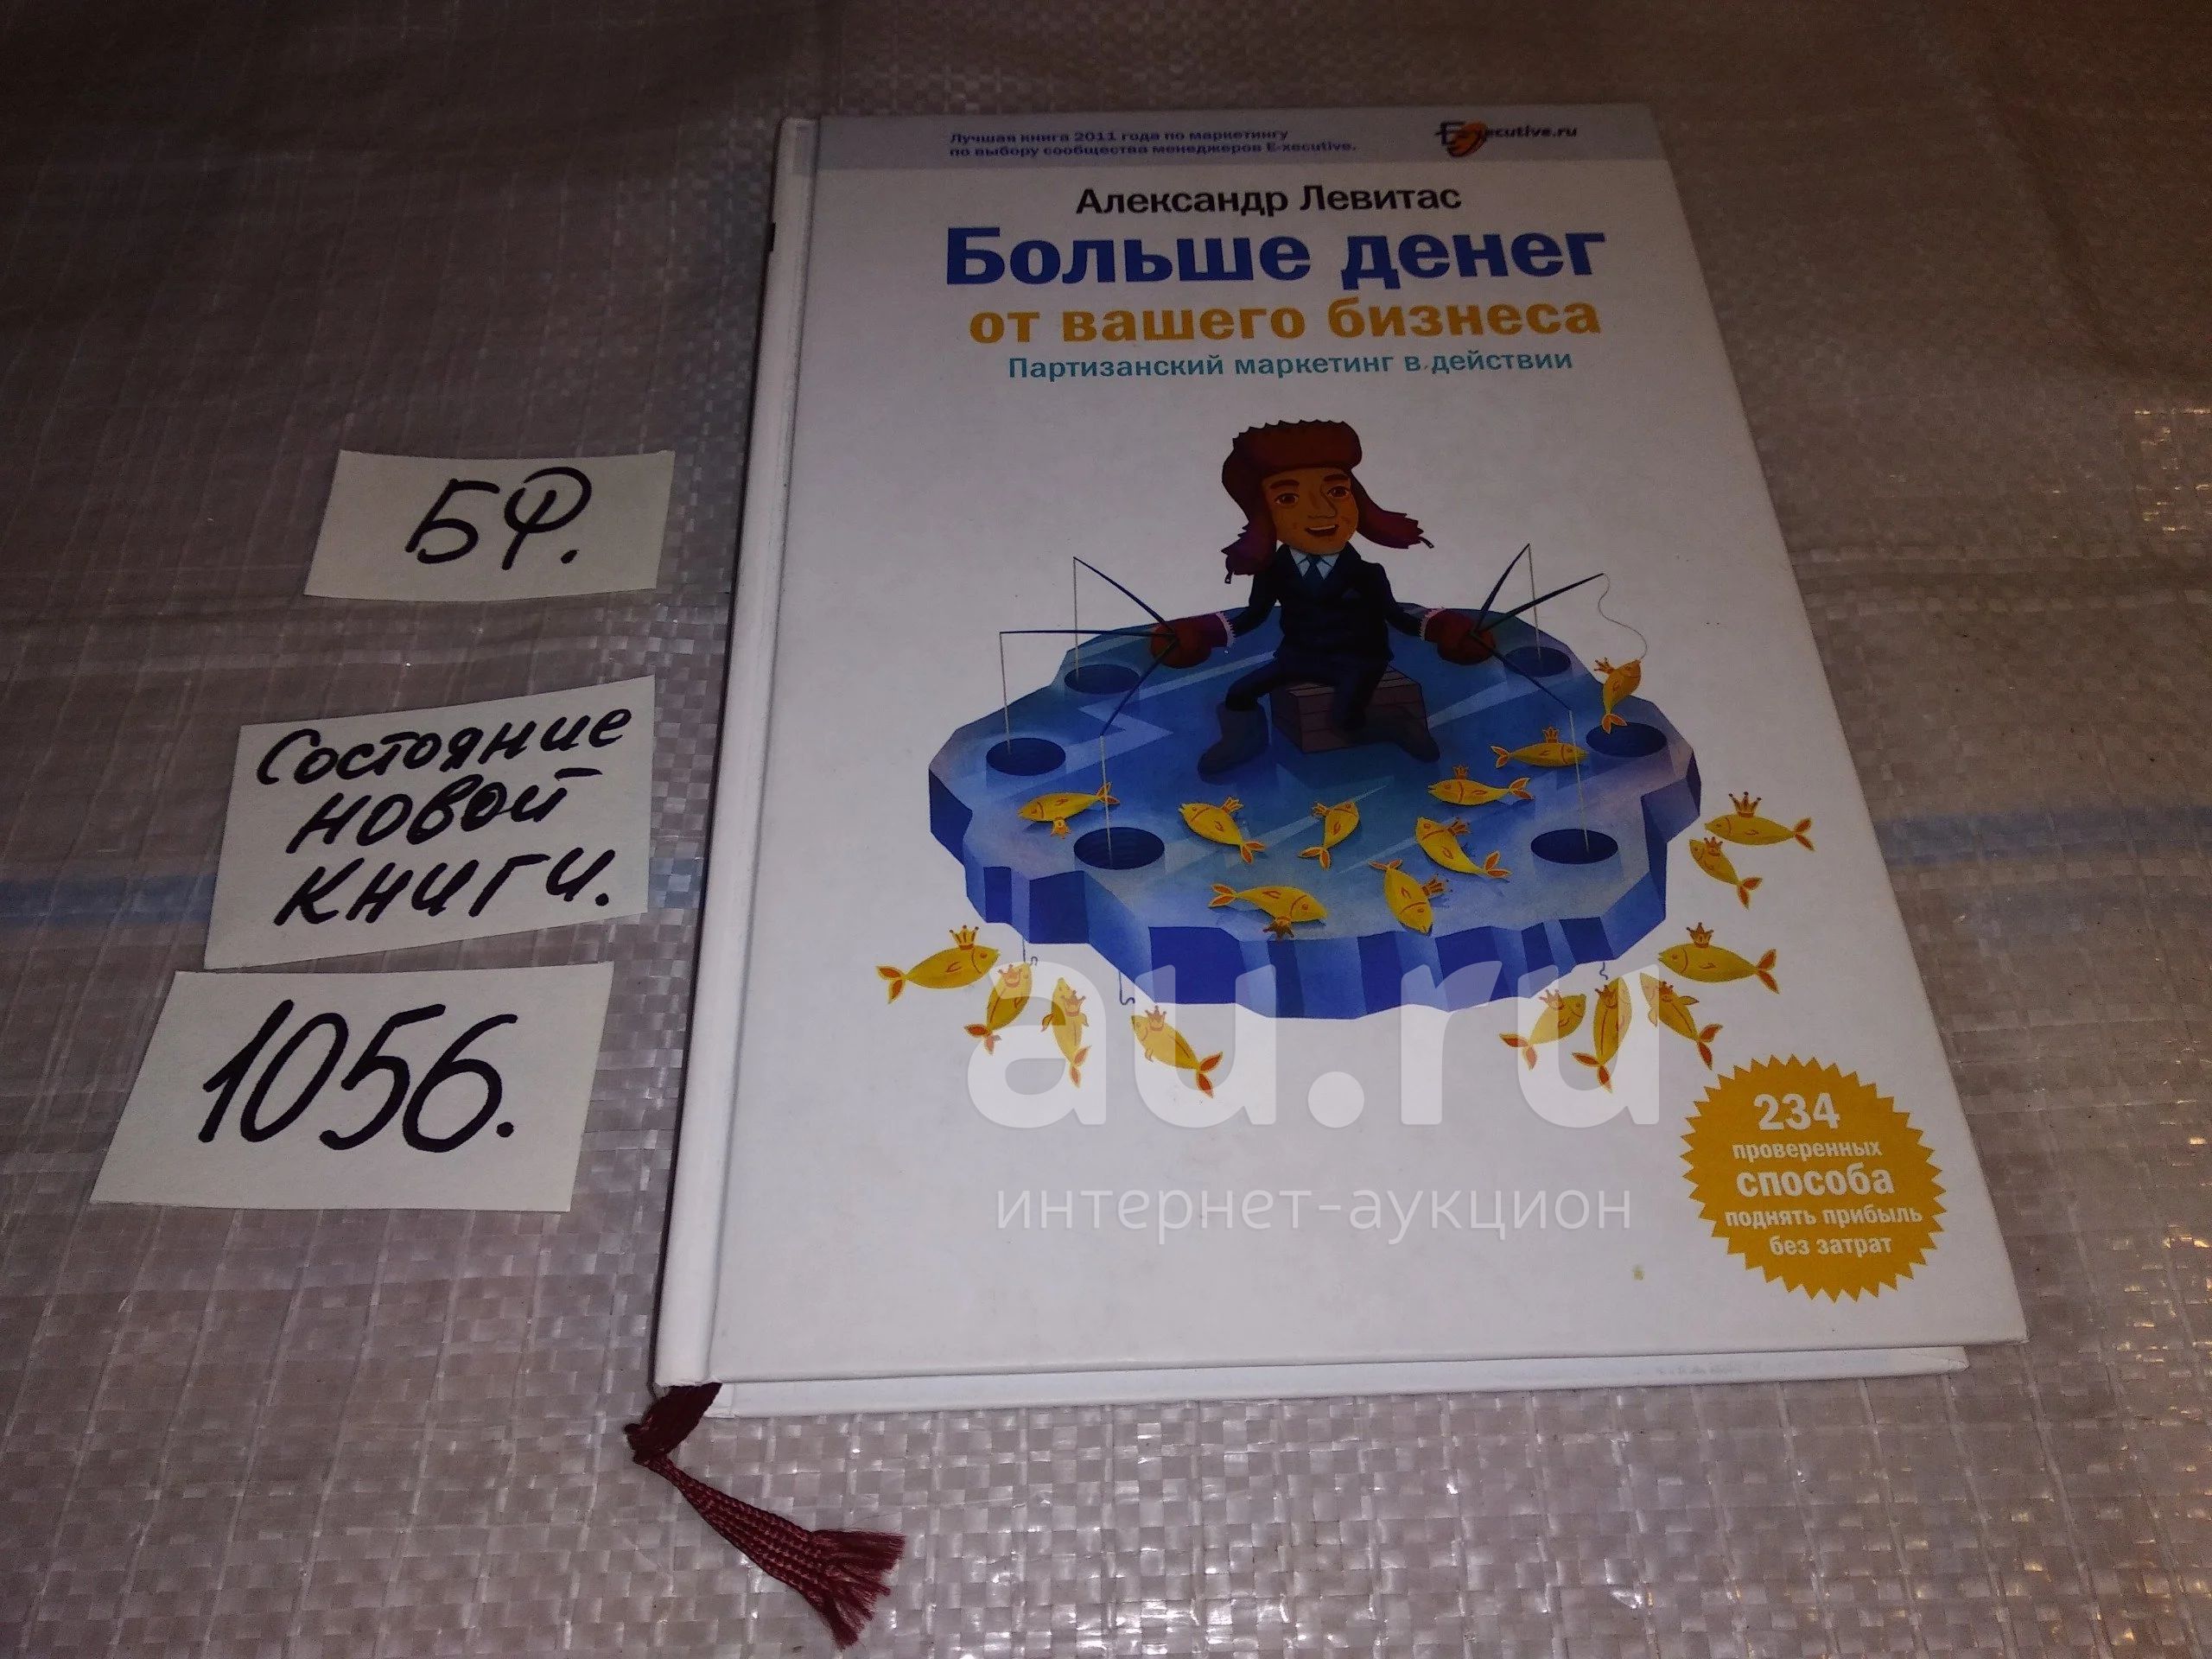 Лучшая книга 2011 года по маркетингу
по выбору сообщества менеджеров E-xecutive.
E-xecutive.ru
Александр Левитас
Больше денег
от вашего бизнеса
Партизанский маркетинг в действии
БФ.
Состояние
новой
книги.
1056.
au.ru
интернет-аукцион
234
проверенных
способа
поднять прибыль
без затрат